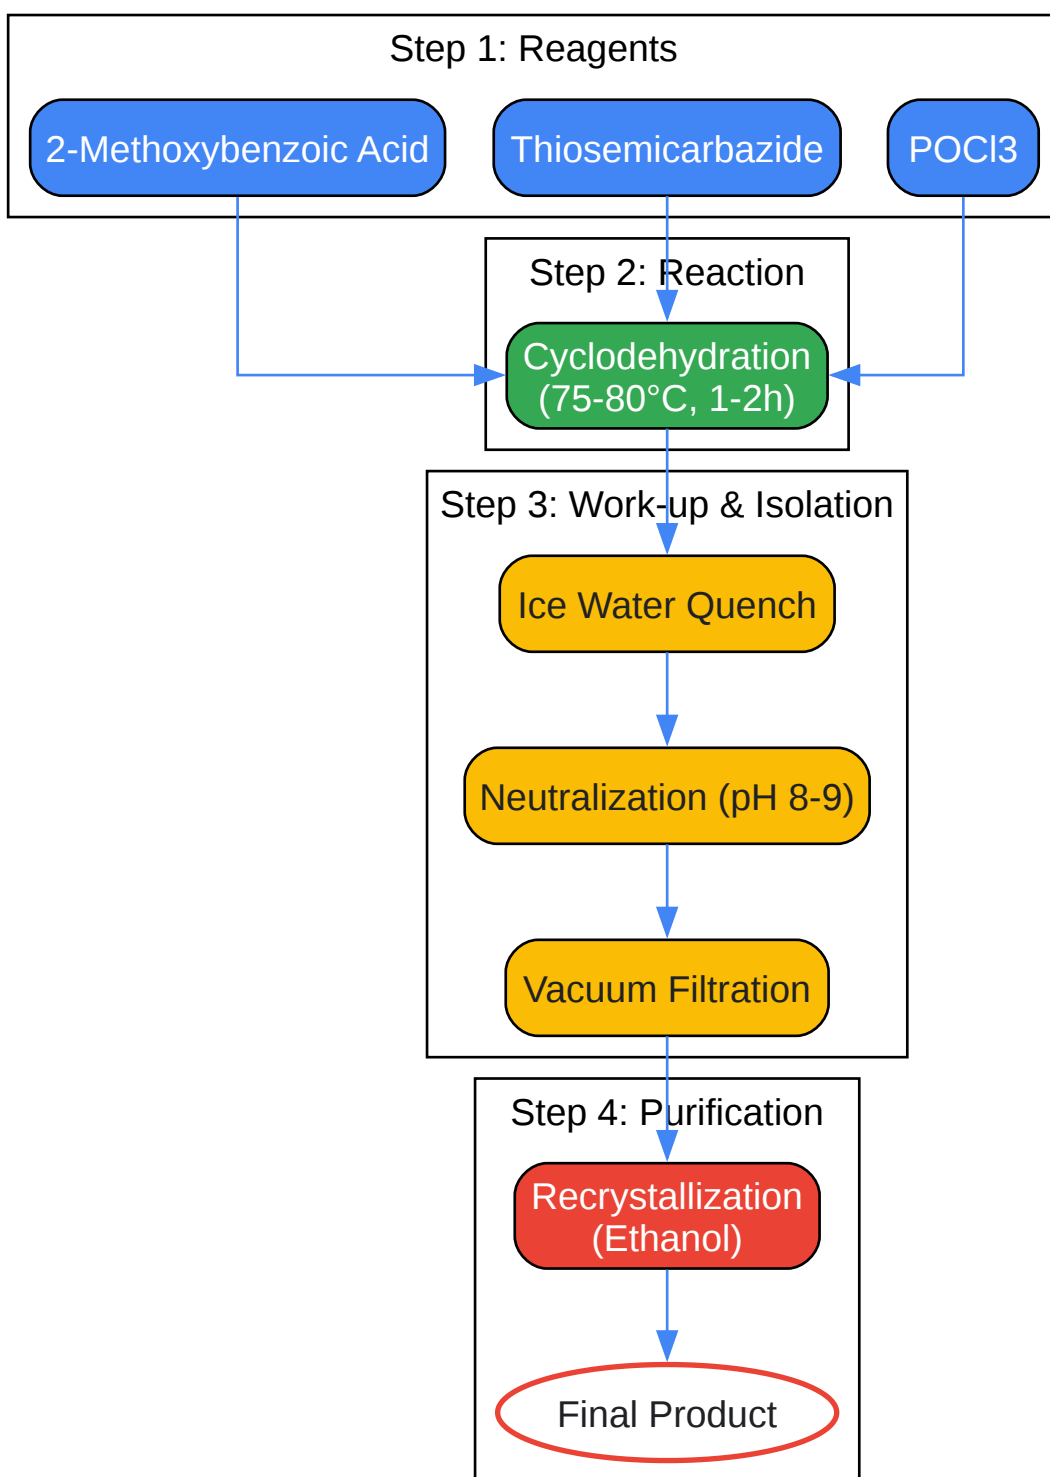 Step 1: Reagents
2-Methoxybenzoic Acid
Thiosemicarbazide
POCl3
Step 2: Reaction
Cyclodehydration
(75-80°C, 1-2h)
Step 3: Work-up & Isolation
Ice Water Quench
Neutralization (pH 8-9)
Vacuum Filtration
Step 4: Purification
Recrystallization
(Ethanol)
Final Product